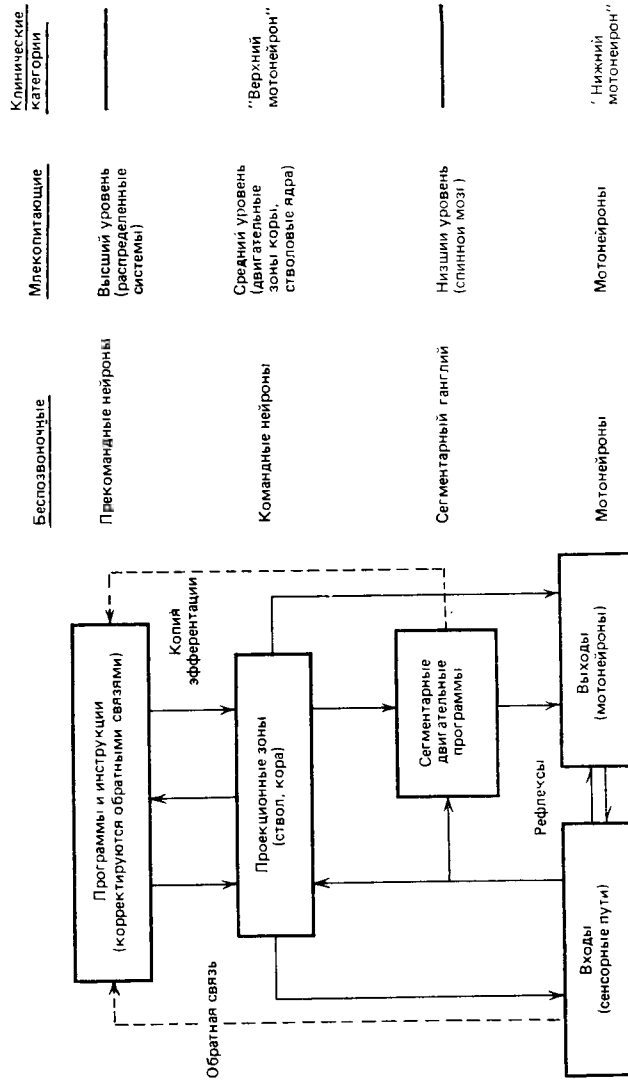 Обратная связь
Программы и инструкции
(корректируются обратными связями)
Копия
эфферентации
Проекционные зоны
(ствол, кора)
Сегментарные
двигательные
программы
Входы
(сенсорные пути)
Рефлексы
Выходы
(мотонейроны)
Беспозвоночные
Прекомандные нейроны
Командные нейроны
Сегментарный ганглий
Мотонейроны
Млекопитающие
Высший уровень
(распределенные
системы)
Средний уровень
(двигательные
зоны коры,
стволовые ядра)
Низший уровень
(спинной мозг)
Мотонейроны
Клинические
категории
"Верхний
мотонейрон"
' Нижний
мотонейрон"